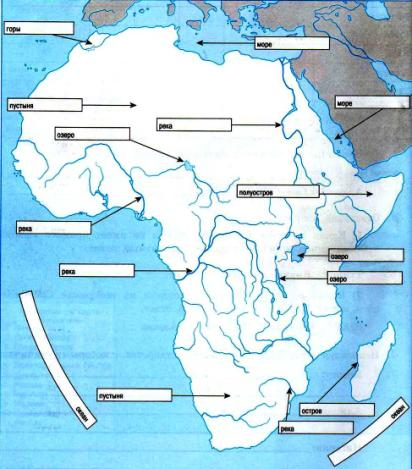 горы
море
пустыня
море
река
озеро
полуостров
река
озеро
река
озеро
пустыня
остров
река
океан
океан